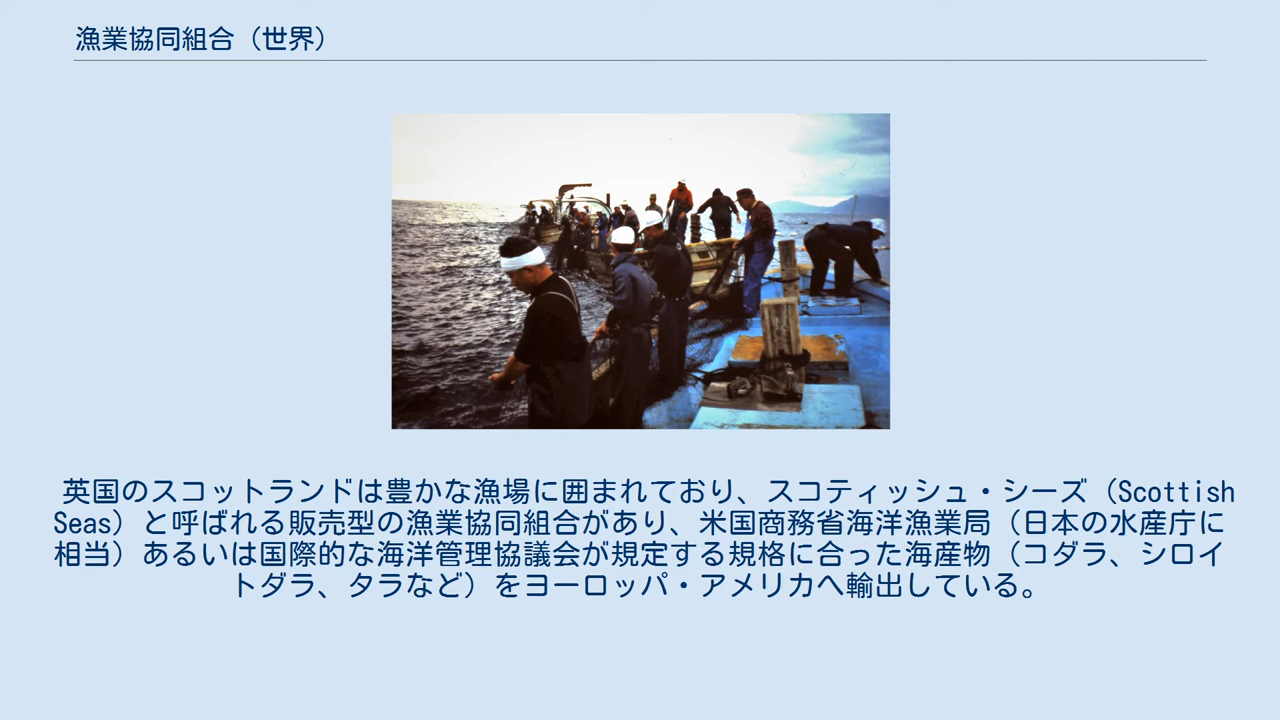 漁業協同組合（世界）
英国のスコットランドは豊かな漁場に囲まれており、スコティッシュ・シーズ（Scottish
Seas）と呼ばれる販売型の漁業協同組合があり、米国商務省海洋漁業局（日本の水産庁に
相当）あるいは国際的な海洋管理協議会が規定する規格に合った海産物（コダラ、シロイ
トダラ、タラなど）をヨーロッパ・アメリカへ輸出している。